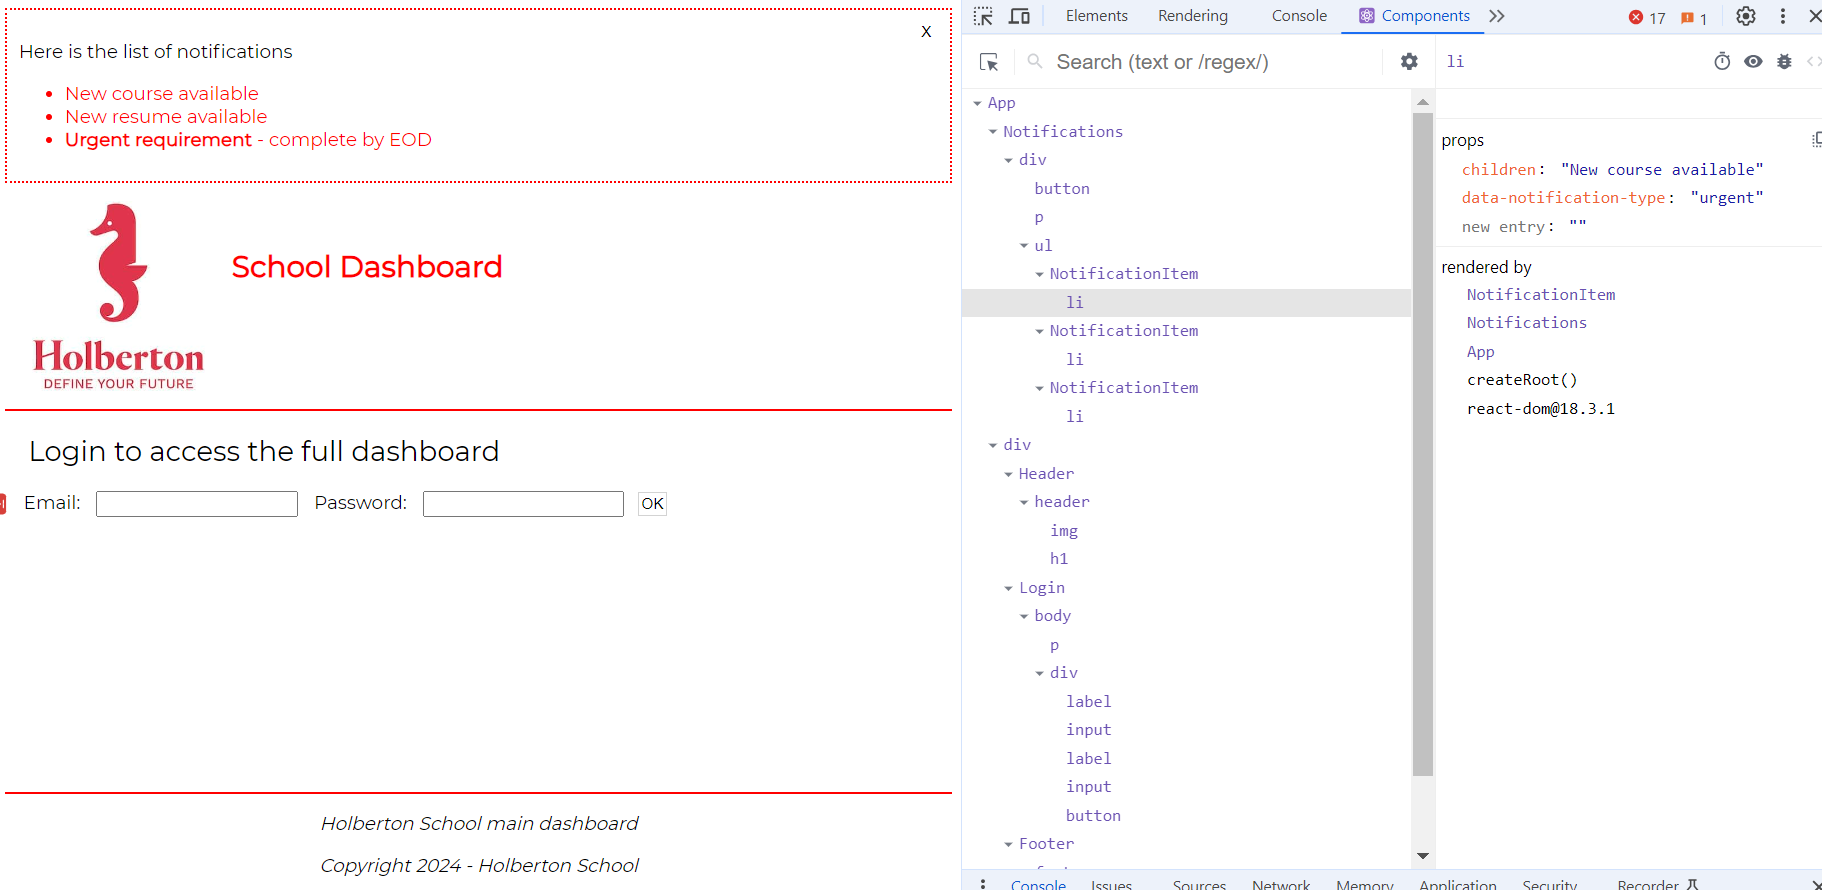 X
Here is the list of notifications
New course available
New resume available
Urgent requirement - complete by EOD
School Dashboard
Holberton
DEFINE YOUR FUTURE
Login to access the full dashboard
Email:
Password:
OK
Holberton School main dashboard
Copyright 2024 - Holberton School
Elements
Rendering
Console
Components
17
1
Search (text or /regex/)
App
Notifications
div
button
p
ul
NotificationItem
li
NotificationItem
li
NotificationItem
li
div
Header
header
img
h1
Login
body
p
div
label
input
label
input
button
Footer
li
props
children: "New course available"
data-notification-type: "urgent"
new entry: ""
rendered by
NotificationItem
Notifications
App
createRoot()
react-dom@18.3.1
Console
Issues
Sources
Network
Memory
Application
Security
Recorder